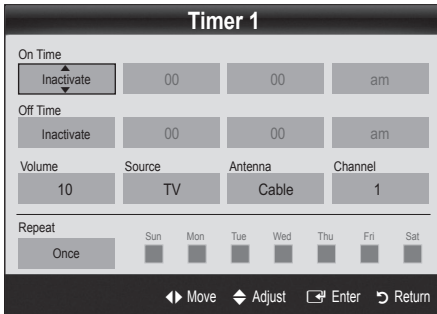 Timer 1
On Time
Inactivate 00 00 am
Off Time
Inactivate 00 00 am
Volume Source Antenna Channel
10 TV Cable 1
Repeat Sun Mon Tue Wed Thu Fri Sat
Once
Move Adjust Enter Return